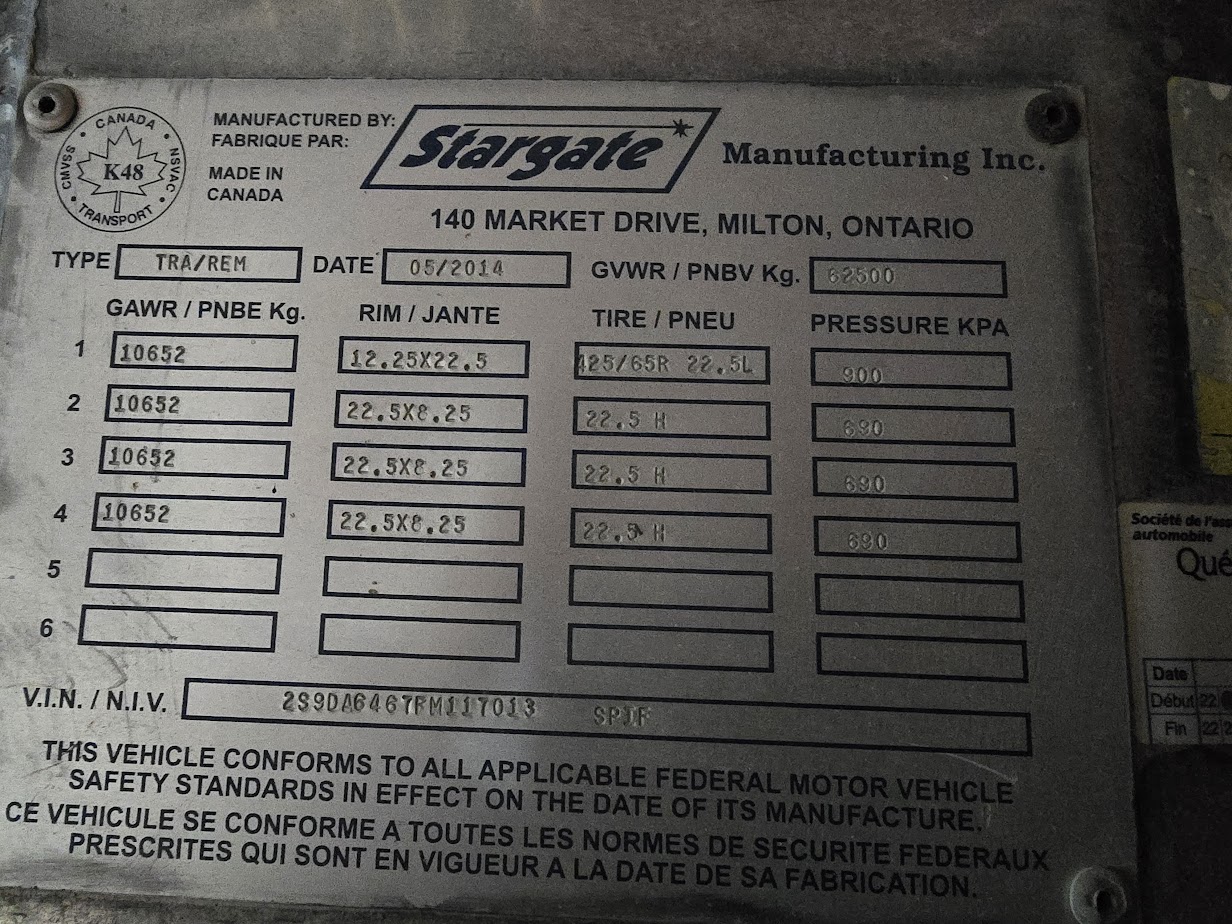 CANADA
CMVSS K48 NSVAC
TRANSPORT
MANUFACTURED BY:
FABRIQUE PAR:
MADE IN
CANADA
Stargate Manufacturing Inc.
140 MARKET DRIVE, MILTON, ONTARIO
TYPE TRA/REM DATE 05/2014 GVWR / PNBV Kg. 62500
GAWR / PNBE Kg. RIM / JANTE TIRE / PNEU PRESSURE KPA
1 10652 12.25X22.5 425/65R 22.5L 900
2 10652 22.5X8.25 22.5 H 690
3 10652 22.5X8.25 22.5 H 690
4 10652 22.5X8.25 22.5 H 690
5
6
V.I.N. / N.I.V. 2S9DA6467FM117013 SPIF
THIS VEHICLE CONFORMS TO ALL APPLICABLE FEDERAL MOTOR VEHICLE
SAFETY STANDARDS IN EFFECT ON THE DATE OF ITS MANUFACTURE.
CE VEHICULE SE CONFORME A TOUTES LES NORMES DE SECURITE FEDERAUX
PRESCRITES QUI SONT EN VIGUEUR A LA DATE DE SA FABRICATION.
Société de l'
automobile
Qué
Date
Début 22
Fin 22